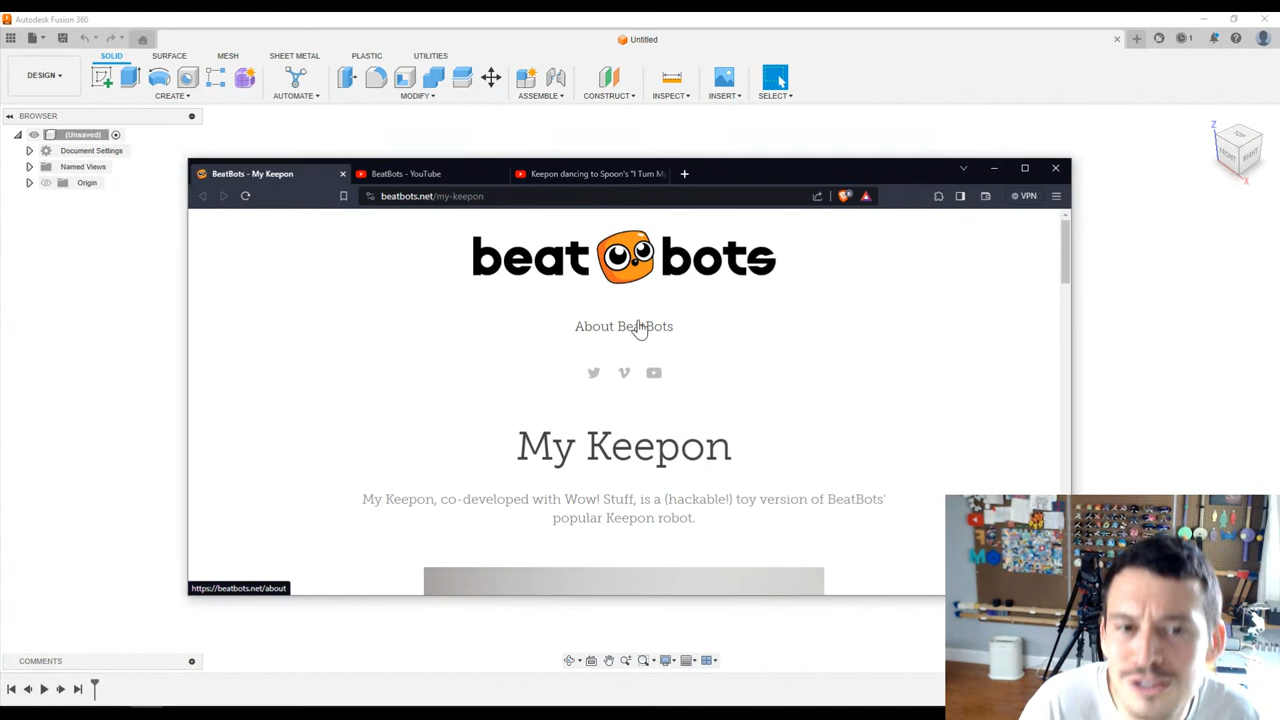 Autodesk Fusion 360
Untitled
SOLID SURFACE MESH SHEET METAL PLASTIC UTILITIES
DESIGN
CREATE AUTOMATE MODIFY ASSEMBLE CONSTRUCT INSPECT INSERT SELECT
BROWSER
(Unsaved)
Document Settings
Named Views
Origin
Z
TOP
FRONT
RIGHT
X
BeatBots - My Keepon
BeatBots - YouTube
Keepon dancing to Spoon's "I Turn M
beatbots.net/my-keepon
VPN
beat bots
About BeatBots
My Keepon
My Keepon, co-developed with Wow! Stuff, is a (hackable!) toy version of BeatBots'
popular Keepon robot.
https://beatbots.net/about
COMMENTS